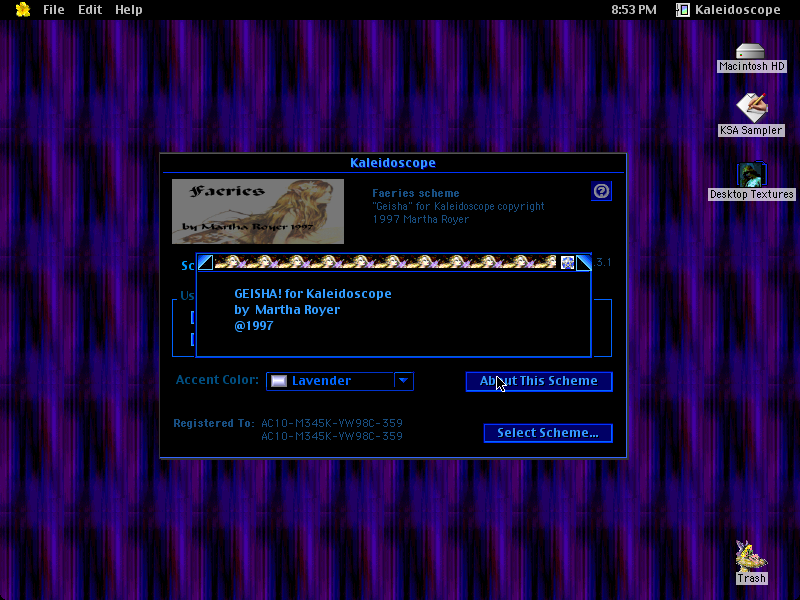 File Edit Help
8:53 PM
Kaleidoscope
Macintosh HD
KSA Sampler
Desktop Textures
Kaleidoscope
Faeries
by Martha Royer 1997
Faeries scheme
"Geisha" for Kaleidoscope copyright
1997 Martha Royer
?
Sc
3.1
Us
GEISHA! for Kaleidoscope
by Martha Royer
@1997
Accent Color: Lavender
About This Scheme
Registered To: AC10-M345K-VW98C-359
AC10-M345K-VW98C-359
Select Scheme...
Trash